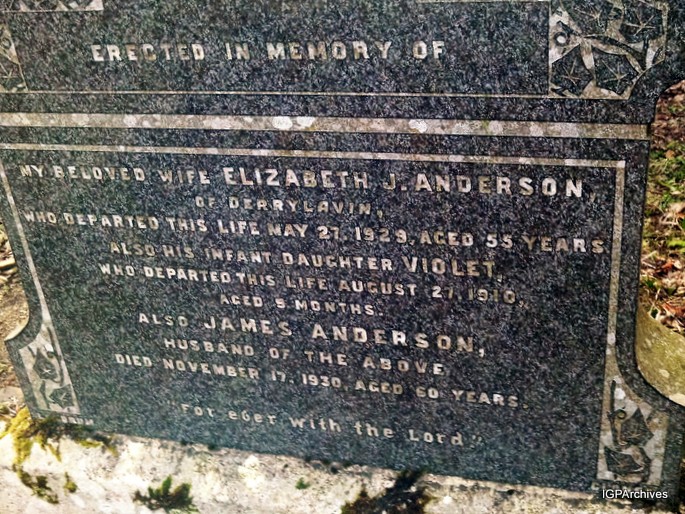 ERECTED IN MEMORY OF
MY BELOVED WIFE ELIZABETH J. ANDERSON,
OF DERRYLAVIN,
WHO DEPARTED THIS LIFE MAY 27, 1929, AGED 55 YEARS
ALSO HIS INFANT DAUGHTER VIOLET,
WHO DEPARTED THIS LIFE AUGUST 27, 1910,
AGED 9 MONTHS.
ALSO JAMES ANDERSON,
HUSBAND OF THE ABOVE
DIED NOVEMBER 17, 1930, AGED 60 YEARS.
"For ever with the Lord"
IGPArchives